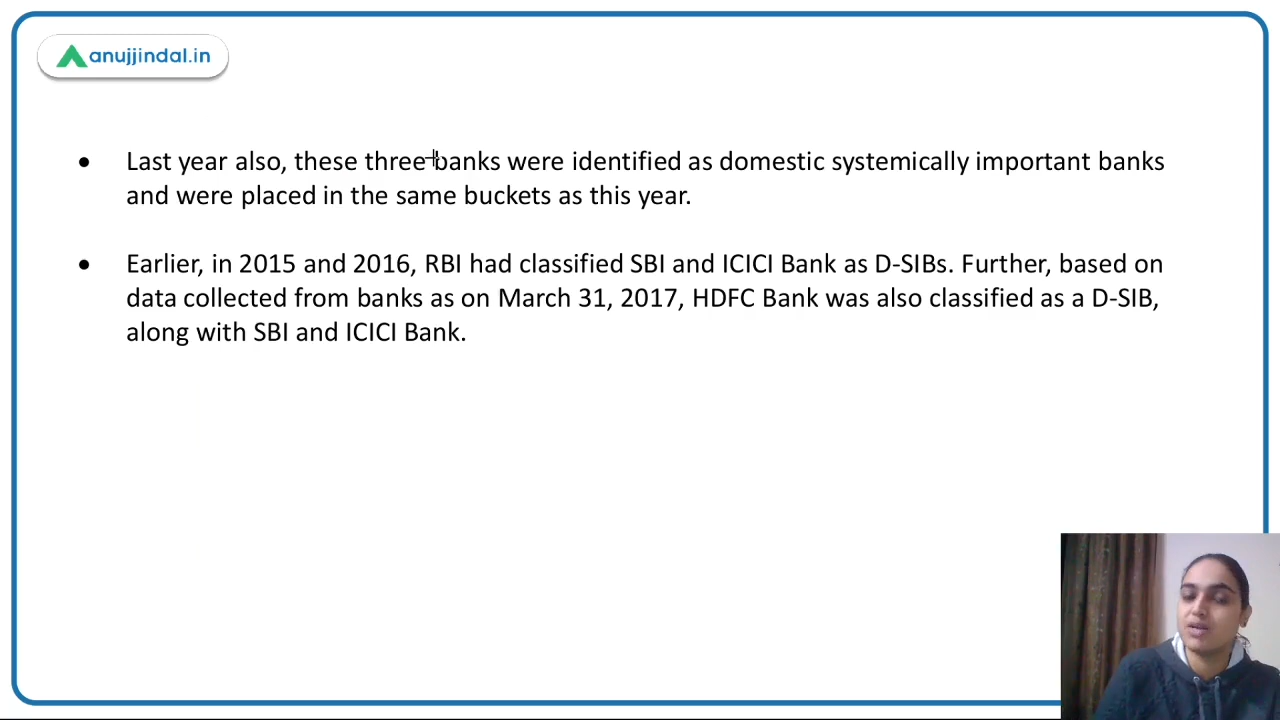 anujjindal.in
• Last year also, these three banks were identified as domestic systemically important banks
and were placed in the same buckets as this year.
• Earlier, in 2015 and 2016, RBI had classified SBI and ICICI Bank as D-SIBs. Further, based on
data collected from banks as on March 31, 2017, HDFC Bank was also classified as a D-SIB,
along with SBI and ICICI Bank.